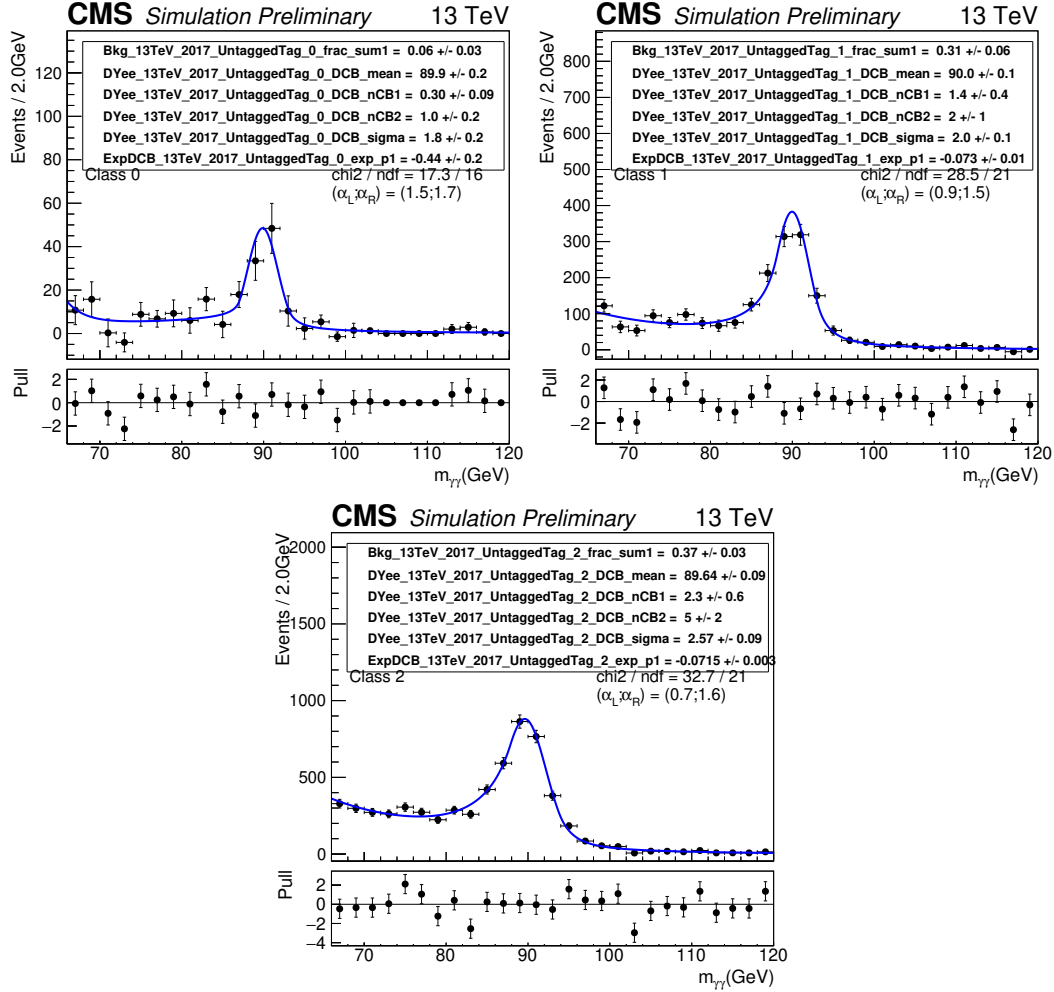 CMS Simulation Preliminary 13 TeV
Events / 2.0GeV
Bkg_13TeV_2017_UntaggedTag_0_frac_sum1 = 0.06 +/- 0.03
DYee_13TeV_2017_UntaggedTag_0_DCB_mean = 89.9 +/- 0.2
DYee_13TeV_2017_UntaggedTag_0_DCB_nCB1 = 0.30 +/- 0.09
DYee_13TeV_2017_UntaggedTag_0_DCB_nCB2 = 1.0 +/- 0.2
DYee_13TeV_2017_UntaggedTag_0_DCB_sigma = 1.8 +/- 0.2
ExpDCB_13TeV_2017_UntaggedTag_0_exp_p1 = -0.44 +/- 0.2
Class 0
chi2 / ndf = 17.3 / 16
(α_L;α_R) = (1.5;1.7)
120
100
80
60
40
20
0
Pull
2
0
−2
70 80 90 100 110 120
m_γγ(GeV)
CMS Simulation Preliminary 13 TeV
Events / 2.0GeV
Bkg_13TeV_2017_UntaggedTag_1_frac_sum1 = 0.31 +/- 0.06
DYee_13TeV_2017_UntaggedTag_1_DCB_mean = 90.0 +/- 0.1
DYee_13TeV_2017_UntaggedTag_1_DCB_nCB1 = 1.4 +/- 0.4
DYee_13TeV_2017_UntaggedTag_1_DCB_nCB2 = 2 +/- 1
DYee_13TeV_2017_UntaggedTag_1_DCB_sigma = 2.0 +/- 0.1
ExpDCB_13TeV_2017_UntaggedTag_1_exp_p1 = -0.073 +/- 0.01
Class 1
chi2 / ndf = 28.5 / 21
(α_L;α_R) = (0.9;1.5)
800
700
600
500
400
300
200
100
0
Pull
2
0
−2
70 80 90 100 110 120
m_γγ(GeV)
CMS Simulation Preliminary 13 TeV
Events / 2.0GeV
Bkg_13TeV_2017_UntaggedTag_2_frac_sum1 = 0.37 +/- 0.03
DYee_13TeV_2017_UntaggedTag_2_DCB_mean = 89.64 +/- 0.09
DYee_13TeV_2017_UntaggedTag_2_DCB_nCB1 = 2.3 +/- 0.6
DYee_13TeV_2017_UntaggedTag_2_DCB_nCB2 = 5 +/- 2
DYee_13TeV_2017_UntaggedTag_2_DCB_sigma = 2.57 +/- 0.09
ExpDCB_13TeV_2017_UntaggedTag_2_exp_p1 = -0.0715 +/- 0.003
Class 2
chi2 / ndf = 32.7 / 21
(α_L;α_R) = (0.7;1.6)
2000
1500
1000
500
0
Pull
2
0
−2
−4
70 80 90 100 110 120
m_γγ(GeV)